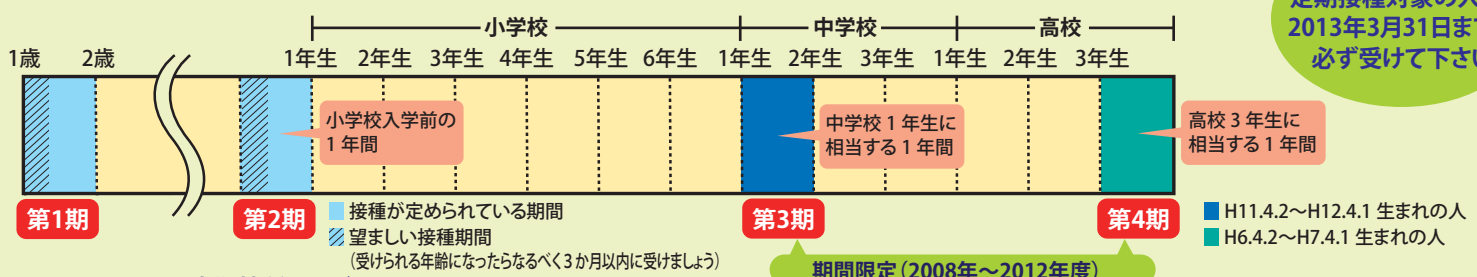 定期接種対象の人
2013年3月31日ま
必ず受けて下さい
小学校
中学校
高校
1歳
2歳
1年生
2年生
3年生
4年生
5年生
6年生
1年生
2年生
3年生
1年生
2年生
3年生
小学校入学前の
1年間
中学校1年生に
相当する1年間
高校3年生に
相当する1年間
第1期
第2期
接種が定められている期間
望ましい接種期間
(受けられる年齢になったらなるべく3か月以内に受けましょう)
第3期
第4期
H11.4.2〜H12.4.1 生まれの人
H6.4.2〜H7.4.1 生まれの人
期間限定(2008年〜2012年度)